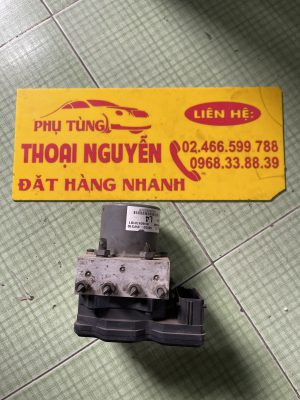 PHỤ TÙNG
THOẠI NGUYỄN
ĐẶT HÀNG NHANH
LIÊN HỆ:
02.466.599 788
0968.33.88.39